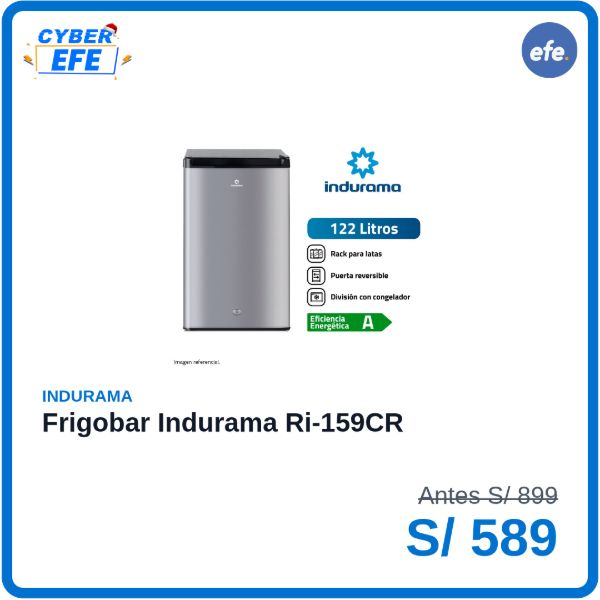 CYBER
EFE
efe.
indurama
122 Litros
Rack para latas
Puerta reversible
División con congelador
Eficiencia
Energética
A
Imagen referencial.
INDURAMA
Frigobar Indurama Ri-159CR
Antes S/ 899
S/ 589